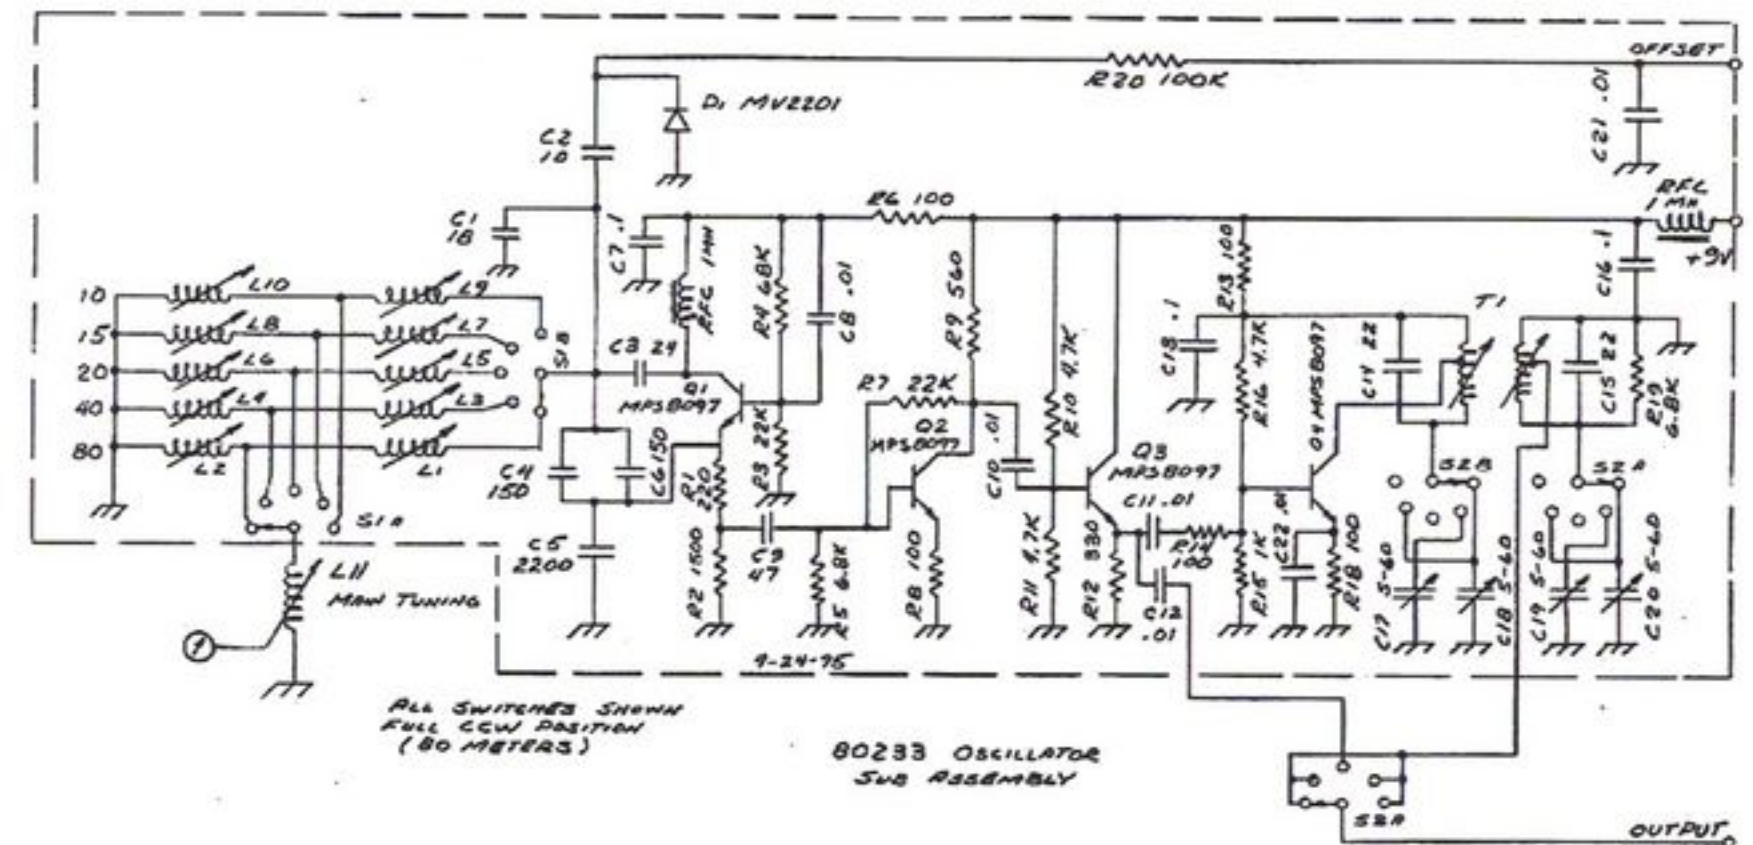 OFFSET
R20 100K
C21 .01
D1 MV2201
C2
10
RFC
1 MH
+9V
C1
18
C7 .1
RFC 1MH
R4 68K
C8 .01
R6 100
R9 560
R10 4.7K
R13 100
C13 .1
R16 4.7K
Q4 MPS8097
C14 22
T1
C15 22
C16 .1
R19
6.8K
10
L10
L9
15
L8
L7
20
L6
L5
40
L4
L3
80
L2
L1
S1B
S1A
C3 24
Q1
MPS8097
R7 22K
Q2
MPS8097
C10 .01
Q3
MPS8097
C4
150
C6 150
R1
220
R3 22K
C5
2200
R2 1500
C9
47
R5 6.8K
R8 100
R11 4.7K
R12 330
C11 .01
R14
100
C12
.01
R15 1K
C22 .01
R18 100
S2B
S2A
C17 5-60
C18 5-60
C19 5-60
C20 5-60
L11
MAIN TUNING
9-24-75
ALL SWITCHES SHOWN
FULL CCW POSITION
(80 METERS)
80233 OSCILLATOR
SUB ASSEMBLY
S2A
OUTPUT